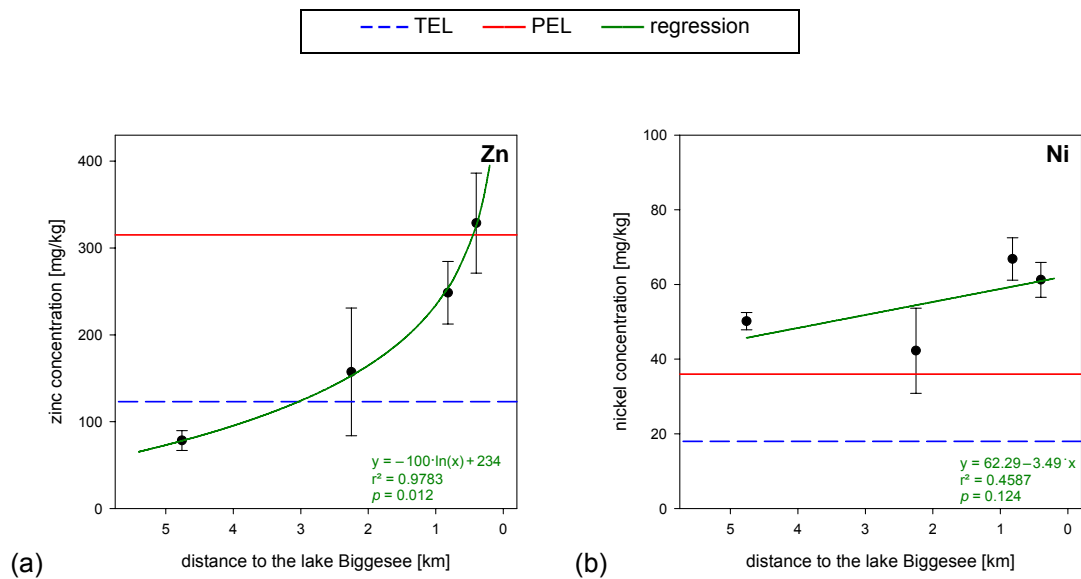 TEL PEL regression
Zn
zinc concentration [mg/kg]
400
300
200
100
0
y = −100·ln(x) + 234
r² = 0.9783
p = 0.012
5 4 3 2 1 0
distance to the lake Biggesee [km]
(a)
Ni
nickel concentration [mg/kg]
100
80
60
40
20
0
y = 62.29 − 3.49·x
r² = 0.4587
p = 0.124
5 4 3 2 1 0
distance to the lake Biggesee [km]
(b)